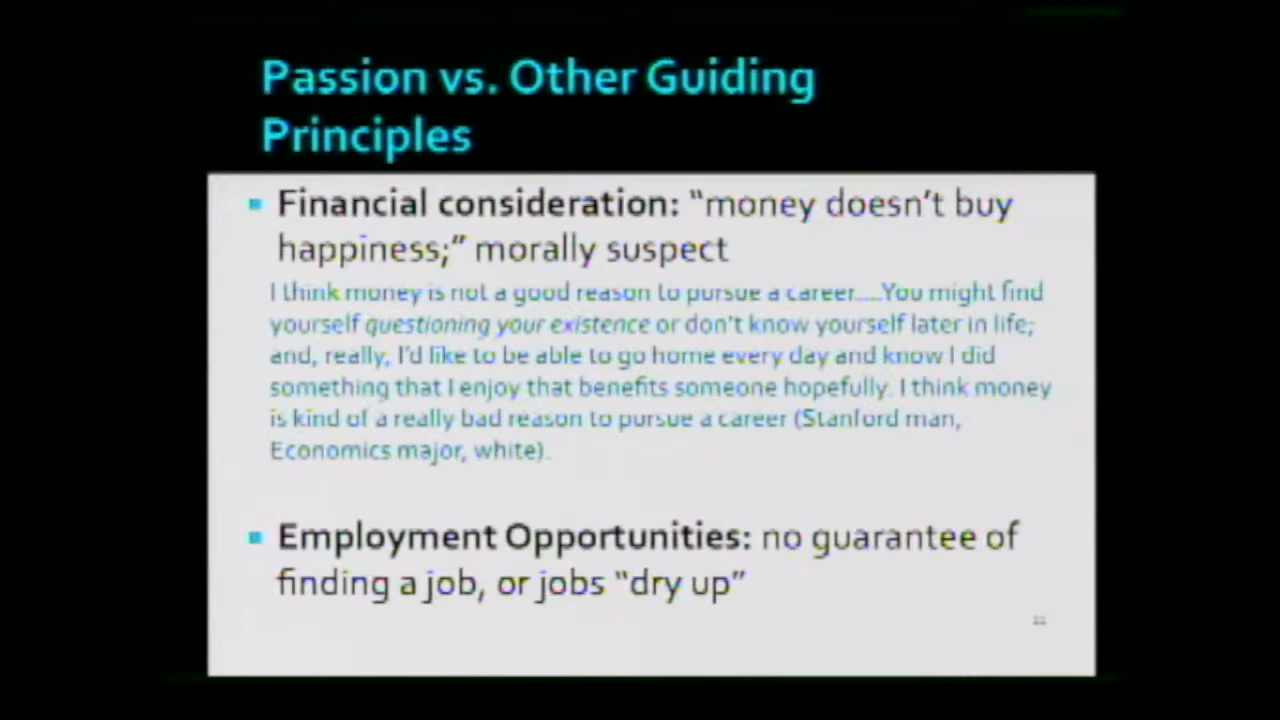 Passion vs. Other Guiding
Principles
Financial consideration: “money doesn’t buy
happiness;” morally suspect
I think money is not a good reason to pursue a career....You might find
yourself questioning your existence or don’t know yourself later in life;
and, really, I’d like to be able to go home every day and know I did
something that I enjoy that benefits someone hopefully. I think money
is kind of a really bad reason to pursue a career (Stanford man,
Economics major, white).
Employment Opportunities: no guarantee of
finding a job, or jobs “dry up”